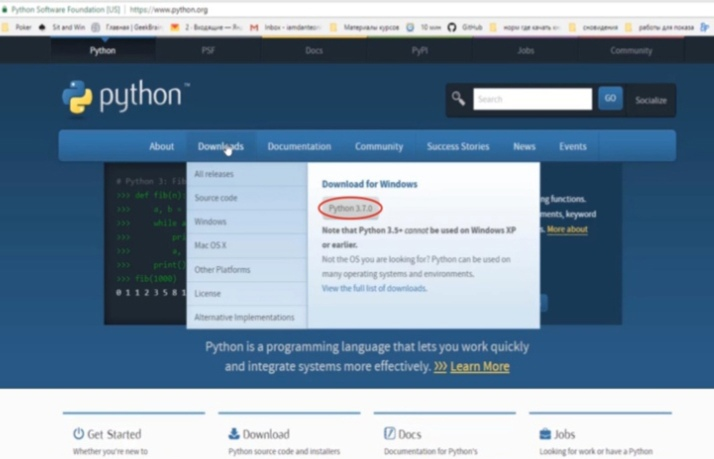 Python Software Foundation [US] | https://www.python.org
Poker Sit and Win Главная | GeekBrain 2 - Входящие — Ян Inbox - iamdantes Материалы курсов 10 мин GitHub норм где качать сновидения работы для показа
Python PSF Docs PyPI Jobs Community
python™
Search GO Socialize
About Downloads Documentation Community Success Stories News Events
# Python 3: Fib
>>> def fib(n)
>>> a, b =
>>> while a
>>> pr
>>> a,
>>> print()
>>> fib(1000)
0 1 1 2 3 5 8 1
All releases
Source code
Windows
Mac OS X
Other Platforms
License
Alternative Implementations
Download for Windows
Python 3.7.0
Note that Python 3.5+ cannot be used on Windows XP
or earlier.
Not the OS you are looking for? Python can be used on
many operating systems and environments.
View the full list of downloads.
ng functions.
ments, keyword
s. More about
Python is a programming language that lets you work quickly
and integrate systems more effectively. >>> Learn More
Get Started
Whether you're new to
Download
Python source code and installers
Docs
Documentation for Python's
Jobs
Looking for work or have a Python